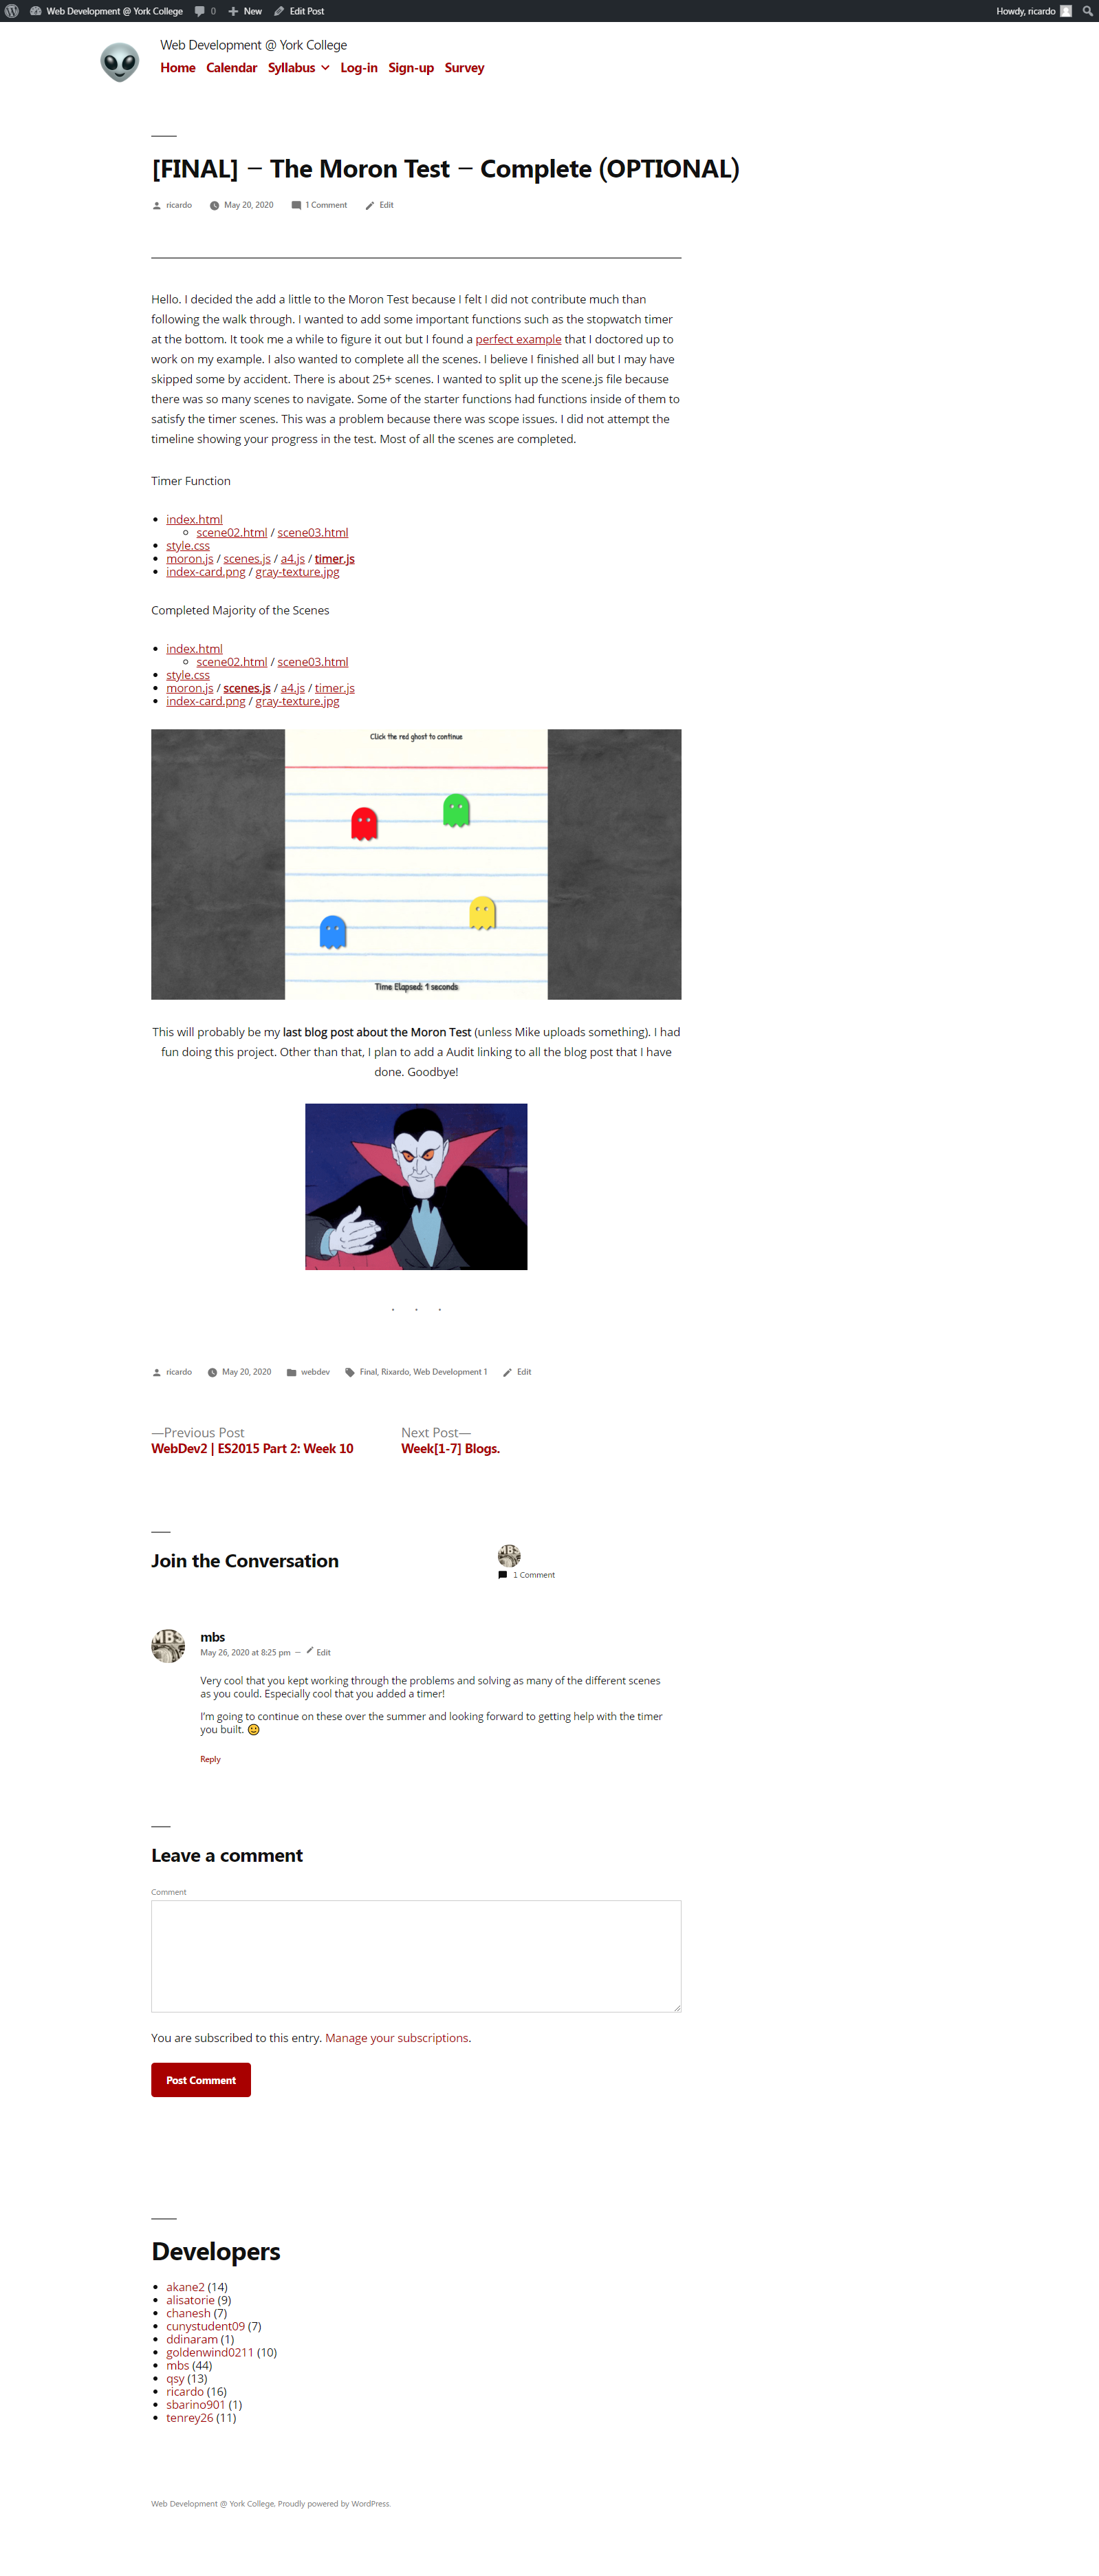 Web Development @ York College 0 New Edit Post Howdy, ricardo
Web Development @ York College
Home Calendar Syllabus Log-in Sign-up Survey
[FINAL] – The Moron Test – Complete (OPTIONAL)
ricardo May 20, 2020 1 Comment Edit
Hello. I decided the add a little to the Moron Test because I felt I did not contribute much than
following the walk through. I wanted to add some important functions such as the stopwatch timer
at the bottom. It took me a while to figure it out but I found a perfect example that I doctored up to
work on my example. I also wanted to complete all the scenes. I believe I finished all but I may have
skipped some by accident. There is about 25+ scenes. I wanted to split up the scene.js file because
there was so many scenes to navigate. Some of the starter functions had functions inside of them to
satisfy the timer scenes. This was a problem because there was scope issues. I did not attempt the
timeline showing your progress in the test. Most of all the scenes are completed.
Timer Function
index.html
scene02.html / scene03.html
style.css
moron.js / scenes.js / a4.js / timer.js
index-card.png / gray-texture.jpg
Completed Majority of the Scenes
index.html
scene02.html / scene03.html
style.css
moron.js / scenes.js / a4.js / timer.js
index-card.png / gray-texture.jpg
Click the red ghost to continue
Time Elapsed: 1 seconds
This will probably be my last blog post about the Moron Test (unless Mike uploads something). I had
fun doing this project. Other than that, I plan to add a Audit linking to all the blog post that I have
done. Goodbye!
ricardo May 20, 2020 webdev Final, Rixardo, Web Development 1 Edit
—Previous Post Next Post—
WebDev2 | ES2015 Part 2: Week 10 Week[1-7] Blogs.
Join the Conversation
1 Comment
mbs
May 26, 2020 at 8:25 pm – Edit
Very cool that you kept working through the problems and solving as many of the different scenes
as you could. Especially cool that you added a timer!
I'm going to continue on these over the summer and looking forward to getting help with the timer
you built. 🙂
Reply
Leave a comment
Comment
You are subscribed to this entry. Manage your subscriptions.
Post Comment
Developers
akane2 (14)
alisatorie (9)
chanesh (7)
cunystudent09 (7)
ddinaram (1)
goldenwind0211 (10)
mbs (44)
qsy (13)
ricardo (16)
sbarino901 (1)
tenrey26 (11)
Web Development @ York College, Proudly powered by WordPress.